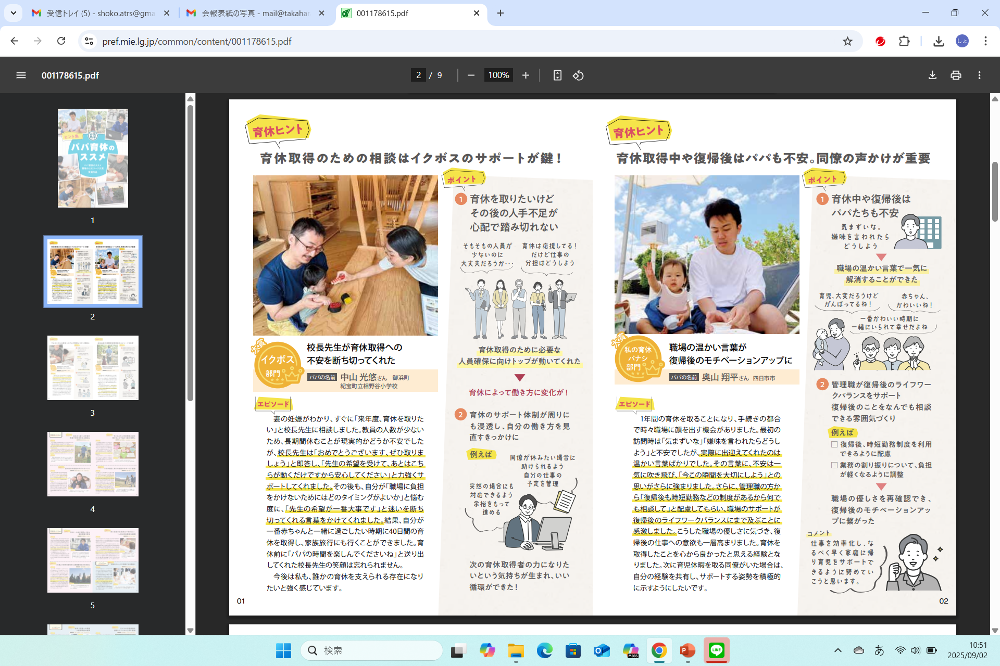 受信トレイ (5) - shoko.atrs@gma
会報表紙の写真 - mail@takahar
001178615.pdf
pref.mie.lg.jp/common/content/001178615.pdf
しょ
001178615.pdf
2 / 9
100%
ヒント集
パパ育休の
ススメ
1
2
3
4
5
育休ヒント
育休取得のための相談はイクボスのサポートが鍵！
イクボス
部門
校長先生が育休取得への
不安を断ち切ってくれた
パパの名前 中山 光悠さん 御浜町
紀宝町立相野谷小学校
エピソード
妻の妊娠がわかり、すぐに「来年度、育休を取りた
い」と校長先生に相談しました。教員の人数が少ない
ため、長期間休むことが現実的かどうか不安でした
が、校長先生は「おめでとうございます、ぜひ取りま
しょう」と即答し、「先生の希望を受けて、あとはこち
らが動くだけですから安心してください」と力強くサ
ポートしてくれました。その後も、自分が「職場に負担
をかけないためにはどのタイミングがよいか」と悩む
度に、「先生の希望が一番大事です」と迷いを断ち
切ってくれる言葉をかけてくれました。結果、自分が
一番赤ちゃんと一緒に過ごしたい時期に40日間の育
休を取得し、家族旅行にも行くことができました。育
休前に「パパの時間を楽しんでくださいね」と送り出
してくれた校長先生の笑顔は忘れられません。
今後は私も、誰かの育休を支えられる存在になり
たいと強く感じています。
01
ポイント
1 育休を取りたいけど
その後の人手不足が
心配で踏み切れない
そもそもの人員が
少ないのに
大丈夫だろうか･･･
育休は応援してる！
だけど仕事の
分担はどうしよう
育休取得のために必要な
人員確保に向けトップが動いてくれた
育休によって働き方に変化が！
2 育休のサポート体制が周りに
も浸透し、自分の働き方を見
直すきっかけに
例えば
同僚が休みたい場合に
助けられるよう
自分の仕事の
予定を管理
突然の場合にも
対応できるよう
余裕をもって
進める
次の育休取得者の力になりた
いという気持ちが生まれ、いい
循環ができた！
育休ヒント
育休取得中や復帰後はパパも不安。同僚の声かけが重要
私の育休
バナシ
部門
職場の温かい言葉が
復帰後のモチベーションアップに
パパの名前 奥山 翔平さん 四日市市
エピソード
1年間の育休を取ることになり、手続きの都合
で時々職場に顔を出す機会がありました。最初の
訪問時は「気まずいな」「嫌味を言われたらどうし
よう」と不安でしたが、実際に出迎えてくれたのは
温かい言葉ばかりでした。その言葉に、不安は一
気に吹き飛び、「今この瞬間を大切にしよう」との
思いがさらに強まりました。さらに、管理職の方か
ら「復帰後も時短勤務などの制度があるから何で
も相談して」と配慮してもらい、職場のサポートが
復帰後のライフワークバランスにまで及ぶことに
感激しました。こうした職場の優しさに気づき、復
帰後の仕事への意欲も一層高まりました。育休を
取得したことを心から良かったと思える経験とな
りました。次に育児休暇を取る同僚がいた場合は、
自分の経験を共有し、サポートする姿勢を積極的
に示すようにしたいです。
ポイント
1 育休中や復帰後は
パパたちも不安
気まずいな。
嫌味を言われたら
どうしよう
職場の温かい言葉で一気に
解消することができた
育児、大変だろうけど
がんばってるね！
赤ちゃん、
かわいいね！
一番かわいい時期に
一緒にいられて幸せだよね
2 管理職が復帰後のライフワー
クバランスをサポート
復帰後のことをなんでも相談
できる雰囲気づくり
例えば
□ 復帰後、時短勤務制度を利用
できるように配慮
□ 業務の割り振りについて、負担
が軽くなるように調整
職場の優しさを再確認でき、
復帰後のモチベーションアッ
プに繋がった
コメント
仕事を効率化し、な
るべく早く家庭に帰
り育児をサポートで
きるように努めてい
こうと思います。
02
検索
M365
LINE
あ
10:51
2025/09/02